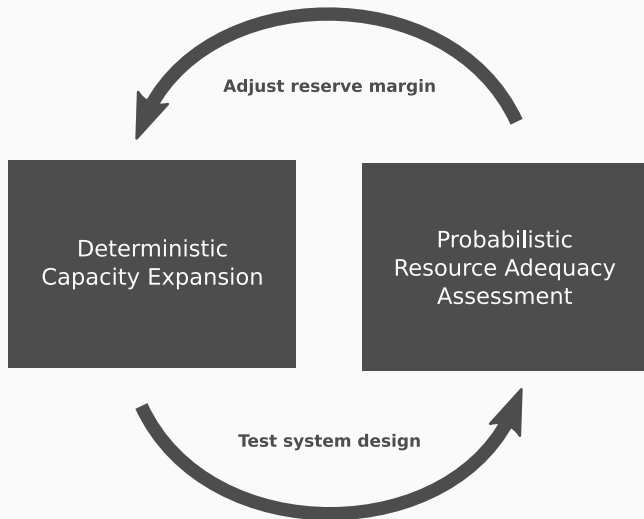 Adjust reserve margin
Deterministic
Capacity Expansion
Probabilistic
Resource Adequacy
Assessment
Test system design